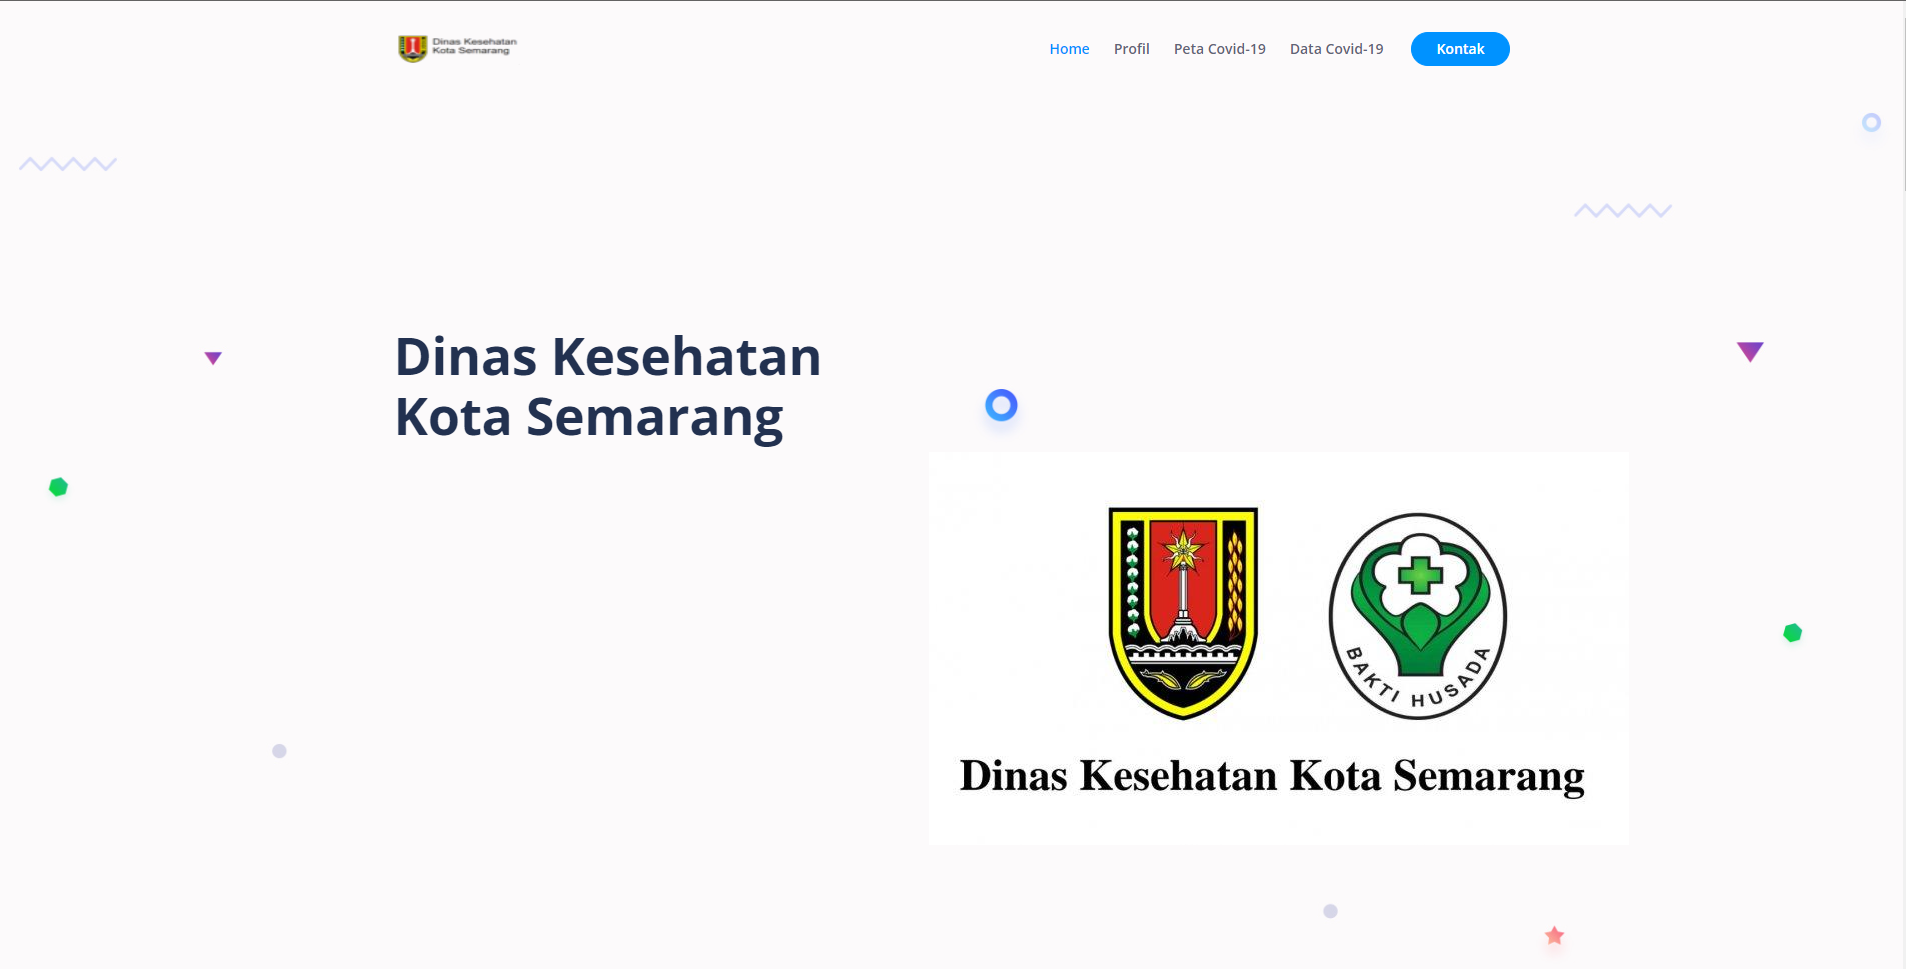 Dinas Kesehatan
Kota Semarang
Home Profil Peta Covid-19 Data Covid-19 Kontak
Dinas Kesehatan
Kota Semarang
BAKTI HUSADA
Dinas Kesehatan Kota Semarang